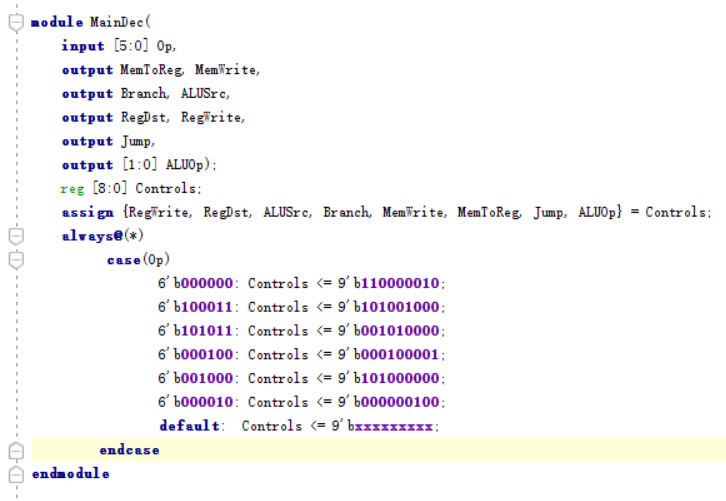 module MainDec(
input [5:0] Op,
output MemToReg, MemWrite,
output Branch, ALUSrc,
output RegDst, RegWrite,
output Jump,
output [1:0] ALUOp);
reg [8:0] Controls;
assign {RegWrite, RegDst, ALUSrc, Branch, MemWrite, MemToReg, Jump, ALUOp} = Controls;
always@(*)
case(Op)
6'b000000: Controls <= 9'b110000010;
6'b100011: Controls <= 9'b101001000;
6'b101011: Controls <= 9'b001010000;
6'b000100: Controls <= 9'b000100001;
6'b001000: Controls <= 9'b101000000;
6'b000010: Controls <= 9'b000000100;
default: Controls <= 9'bxxxxxxxxx;
endcase
endmodule